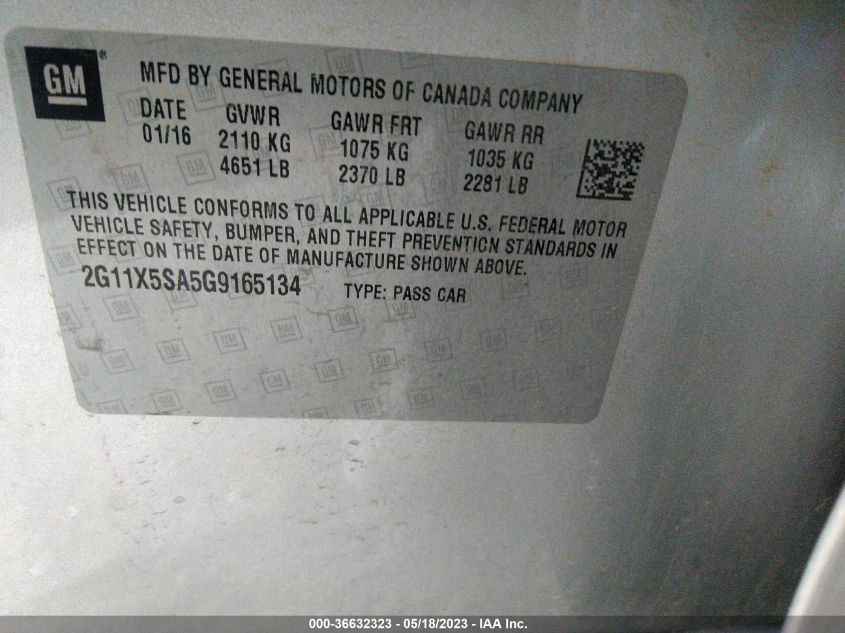 GM ®
MFD BY GENERAL MOTORS OF CANADA COMPANY
DATE GVWR GAWR FRT GAWR RR
01/16 2110 KG 1075 KG 1035 KG
4651 LB 2370 LB 2281 LB
THIS VEHICLE CONFORMS TO ALL APPLICABLE U.S. FEDERAL MOTOR
VEHICLE SAFETY, BUMPER, AND THEFT PREVENTION STANDARDS IN
EFFECT ON THE DATE OF MANUFACTURE SHOWN ABOVE.
2G11X5SA5G9165134 TYPE: PASS CAR
000-36632323 — 05/18/2023 — IAA Inc.